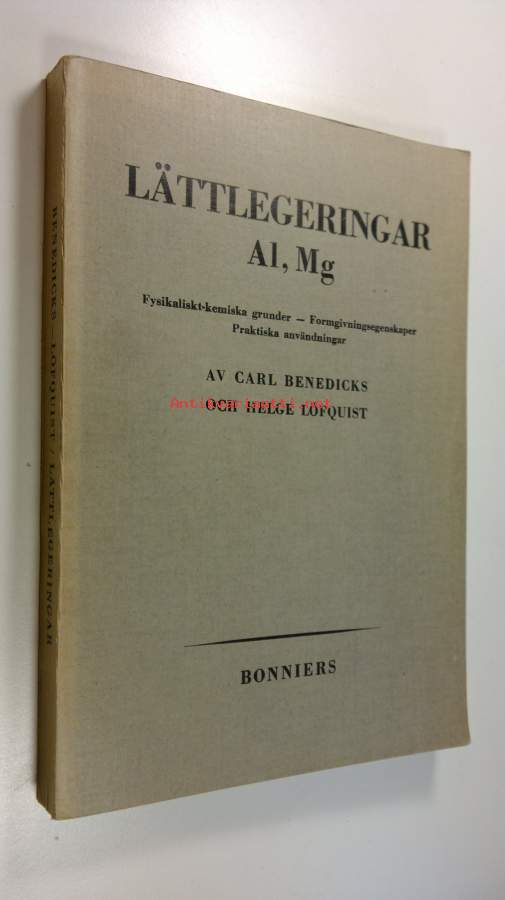 LÄTTLEGERINGAR
Al, Mg
Fysikaliskt-kemiska grunder — Formgivningsegenskaper
Praktiska användningar
AV CARL BENEDICKS
Antikvariaatti.net
OCH HELGE LÖFQUIST
BONNIERS
BENEDICKS – LÖFQUIST / LÄTTLEGERINGAR